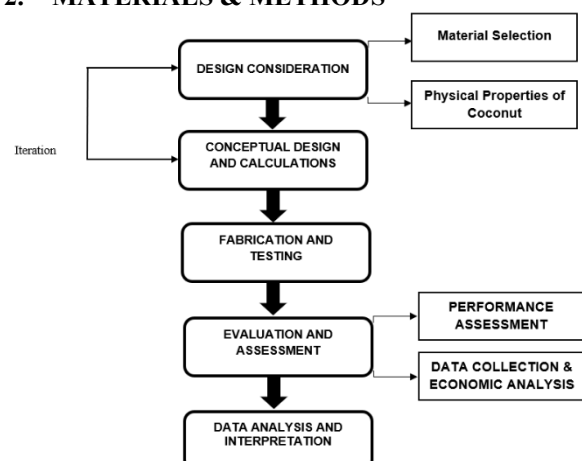 2. MATERIALS & METHODS
Material Selection
DESIGN CONSIDERATION
Physical Properties of
Coconut
Iteration
CONCEPTUAL DESIGN
AND CALCULATIONS
FABRICATION AND
TESTING
PERFORMANCE
ASSESSMENT
EVALUATION AND
ASSESSMENT
DATA COLLECTION &
ECONOMIC ANALYSIS
DATA ANALYSIS AND
INTERPRETATION